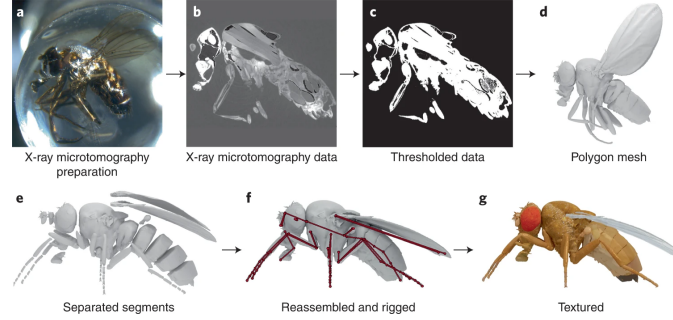 a
b
c
d
X-ray microtomography
preparation
X-ray microtomography data
Thresholded data
Polygon mesh
e
f
g
Separated segments
Reassembled and rigged
Textured